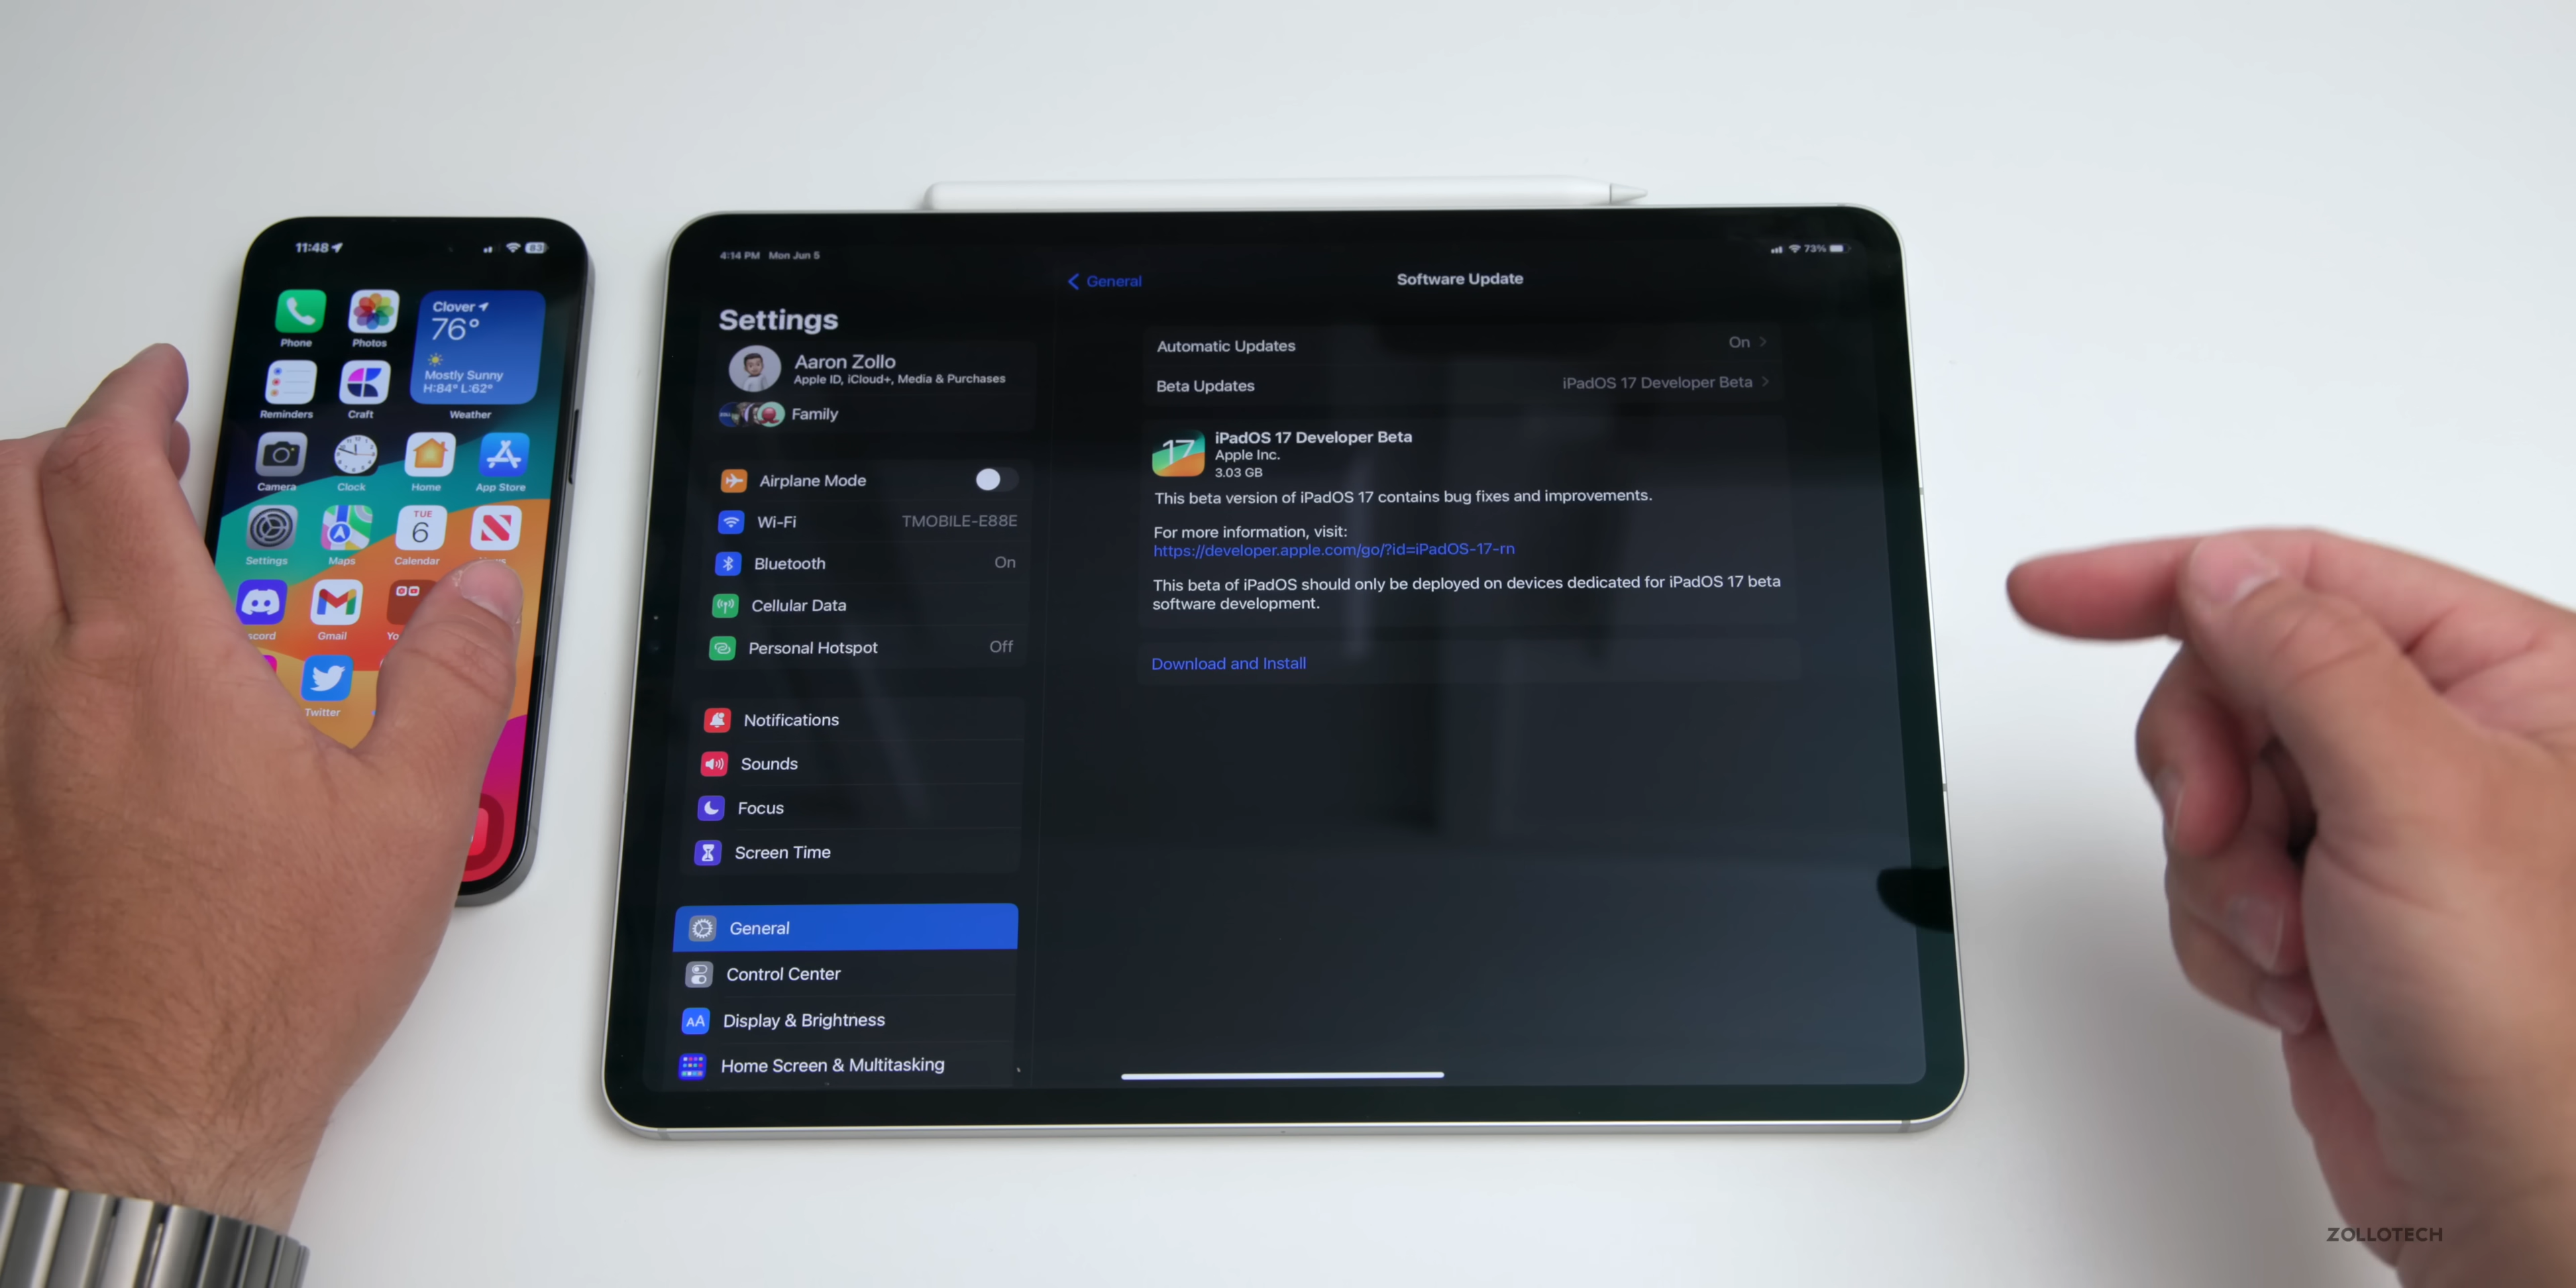 11:48
83
Clover
76°
Mostly Sunny
H:84° L:62°
Phone
Photos
Weather
Reminders
Craft
Camera
Clock
Home
App Store
TUE
6
Settings
Maps
Calendar
Gmail
Twitter
4:14 PM Mon Jun 5
73%
Settings
Aaron Zollo
Apple ID, iCloud+, Media & Purchases
Family
Airplane Mode
Wi-Fi TMOBILE-E88E
Bluetooth On
Cellular Data
Personal Hotspot Off
Notifications
Sounds
Focus
Screen Time
General
Control Center
AA Display & Brightness
Home Screen & Multitasking
General
Software Update
Automatic Updates On
Beta Updates iPadOS 17 Developer Beta
17
iPadOS 17 Developer Beta
Apple Inc.
3.03 GB
This beta version of iPadOS 17 contains bug fixes and improvements.
For more information, visit:
https://developer.apple.com/go/?id=iPadOS-17-rn
This beta of iPadOS should only be deployed on devices dedicated for iPadOS 17 beta
software development.
Download and Install
ZOLLOTECH